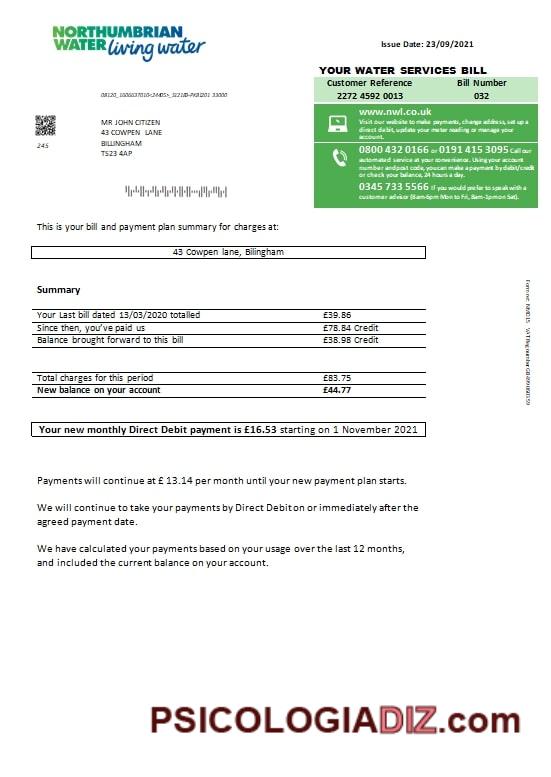 NORTHUMBRIAN
WATER living water
Issue Date: 23/09/2021
YOUR WATER SERVICES BILL
Customer Reference Bill Number
2272 4592 0013 032
www.nwl.co.uk
Visit our website to make payments, change address, set up a
direct debit, update your meter reading or manage your
account.
0800 432 0166 or 0191 415 3095 Call our
automated service at your convenience. Using your account
number and post code, you can make a payment by debit/credit
or check your balance, 24 hours a day.
0345 733 5566 If you would prefer to speak with a
customer advisor (8am-6pm Mon to Fri, 8am-1pm on Sat).
245
MR JOHN CITIZEN
43 COWPEN LANE
BILLINGHAM
TS23 4AP
This is your bill and payment plan summary for charges at:
43 Cowpen lane, Bilingham
Summary
Your Last bill dated 13/03/2020 totalled £39.86
Since then, you've paid us £78.84 Credit
Balance brought forward to this bill £38.98 Credit
Total charges for this period £83.75
New balance on your account £44.77
Your new monthly Direct Debit payment is £16.53 starting on 1 November 2021
Payments will continue at £ 13.14 per month until your new payment plan starts.
We will continue to take your payments by Direct Debit on or immediately after the
agreed payment date.
We have calculated your payments based on your usage over the last 12 months,
and included the current balance on your account.
PSICOLOGIADIZ.com